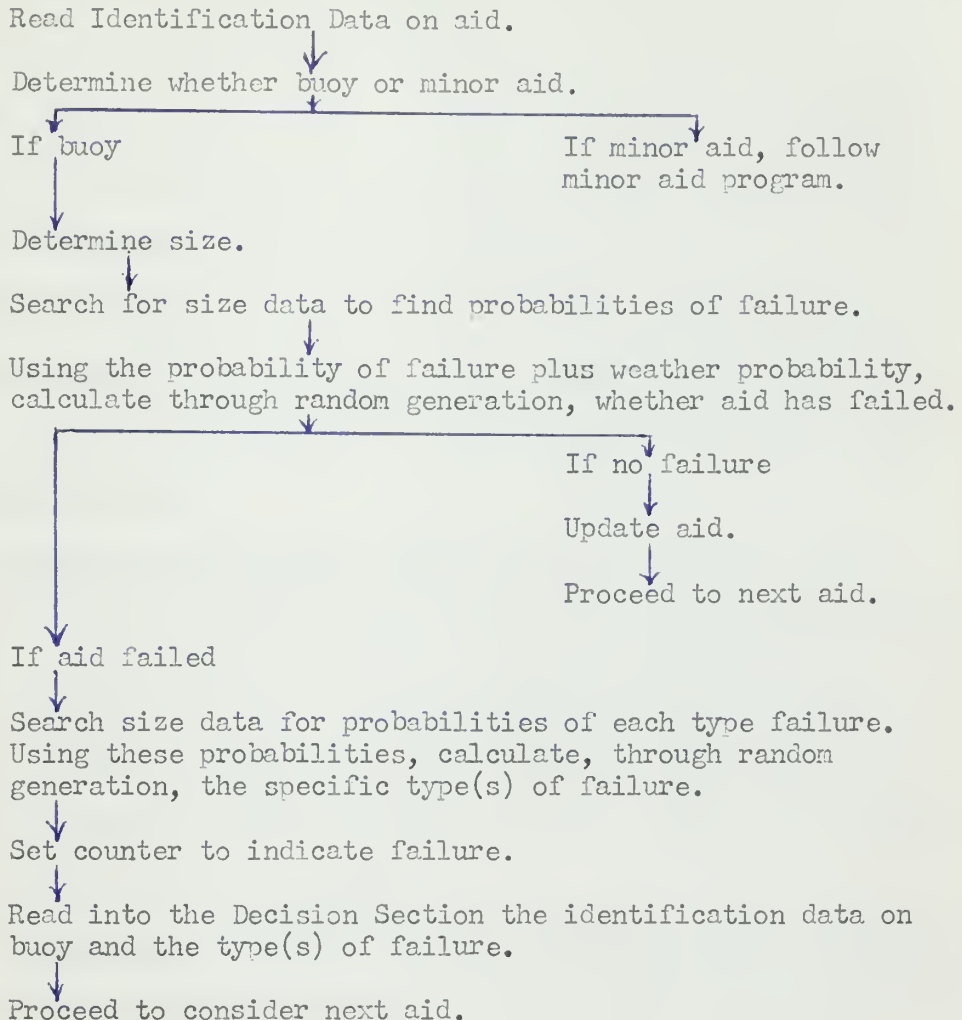 Read Identification Data on aid.
Determine whether buoy or minor aid.
If buoy
If minor aid, follow
minor aid program.
Determine size.
Search for size data to find probabilities of failure.
Using the probability of failure plus weather probability,
calculate through random generation, whether aid has failed.
If no failure
Update aid.
Proceed to next aid.
If aid failed
Search size data for probabilities of each type failure.
Using these probabilities, calculate, through random
generation, the specific type(s) of failure.
Set counter to indicate failure.
Read into the Decision Section the identification data on
buoy and the type(s) of failure.
Proceed to consider next aid.